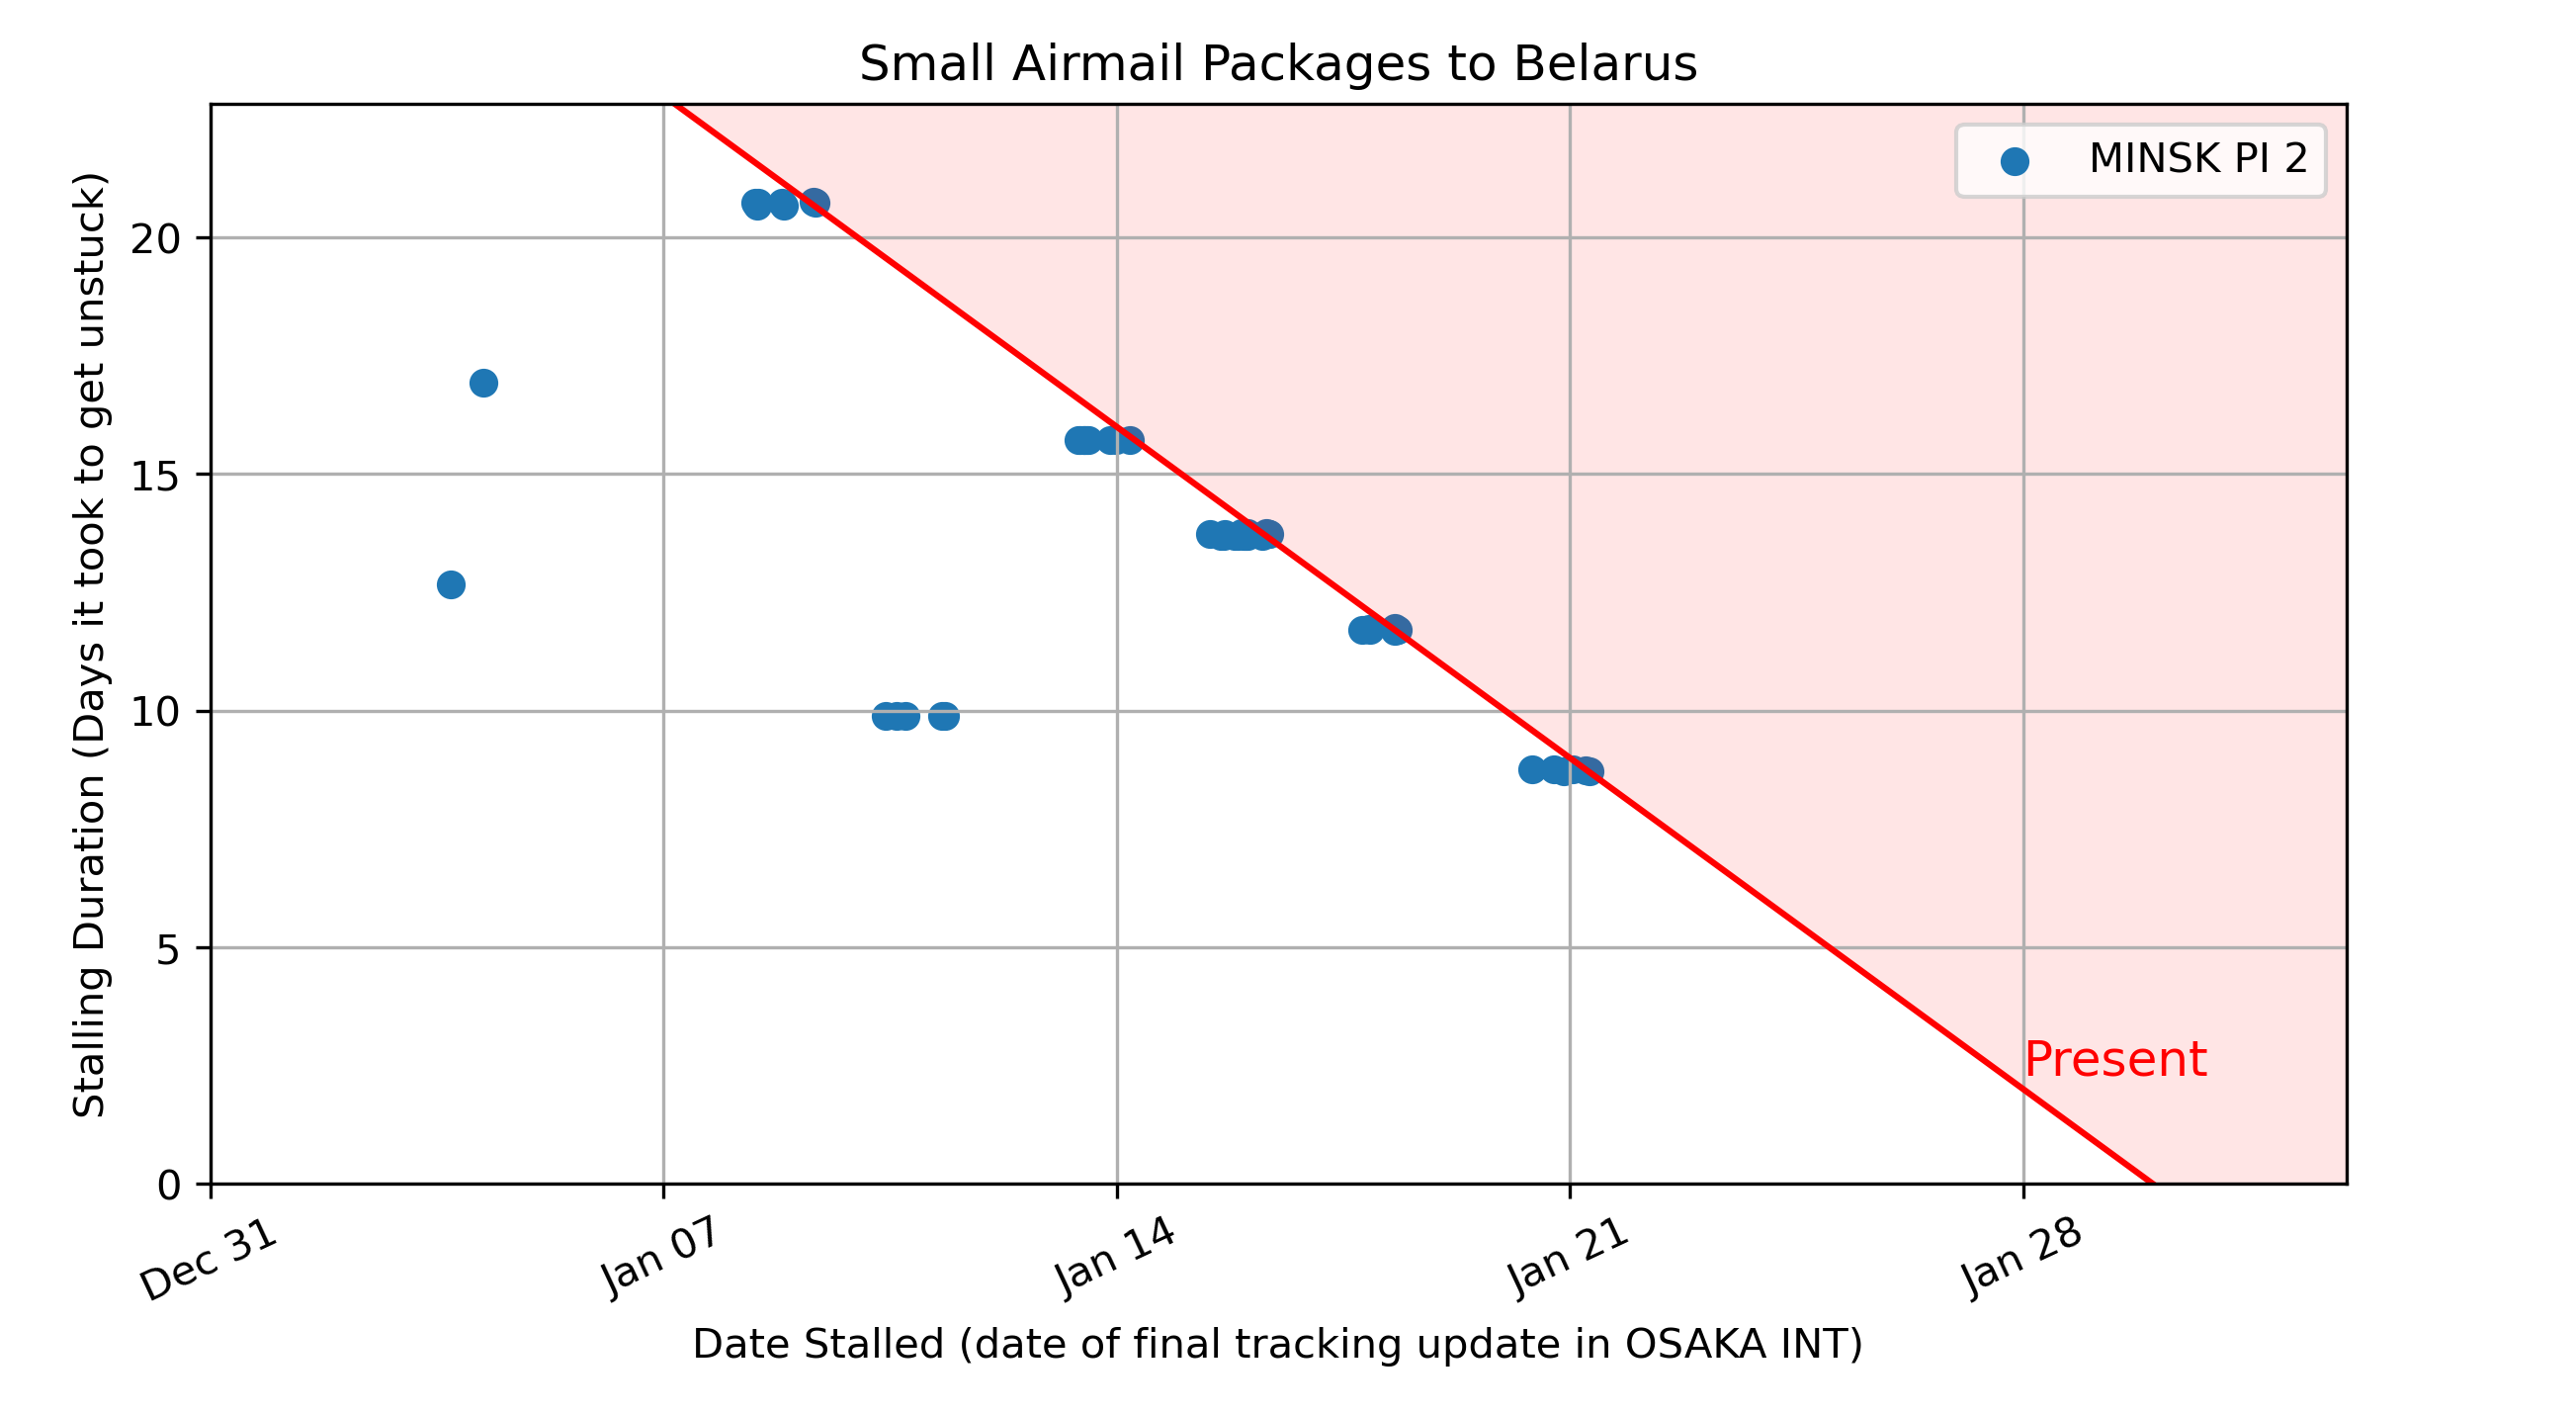 Small Airmail Packages to Belarus
MINSK PI 2
Stalling Duration (Days it took to get unstuck)
20
15
10
5
0
Present
Dec 31
Jan 07
Jan 14
Jan 21
Jan 28
Date Stalled (date of final tracking update in OSAKA INT)